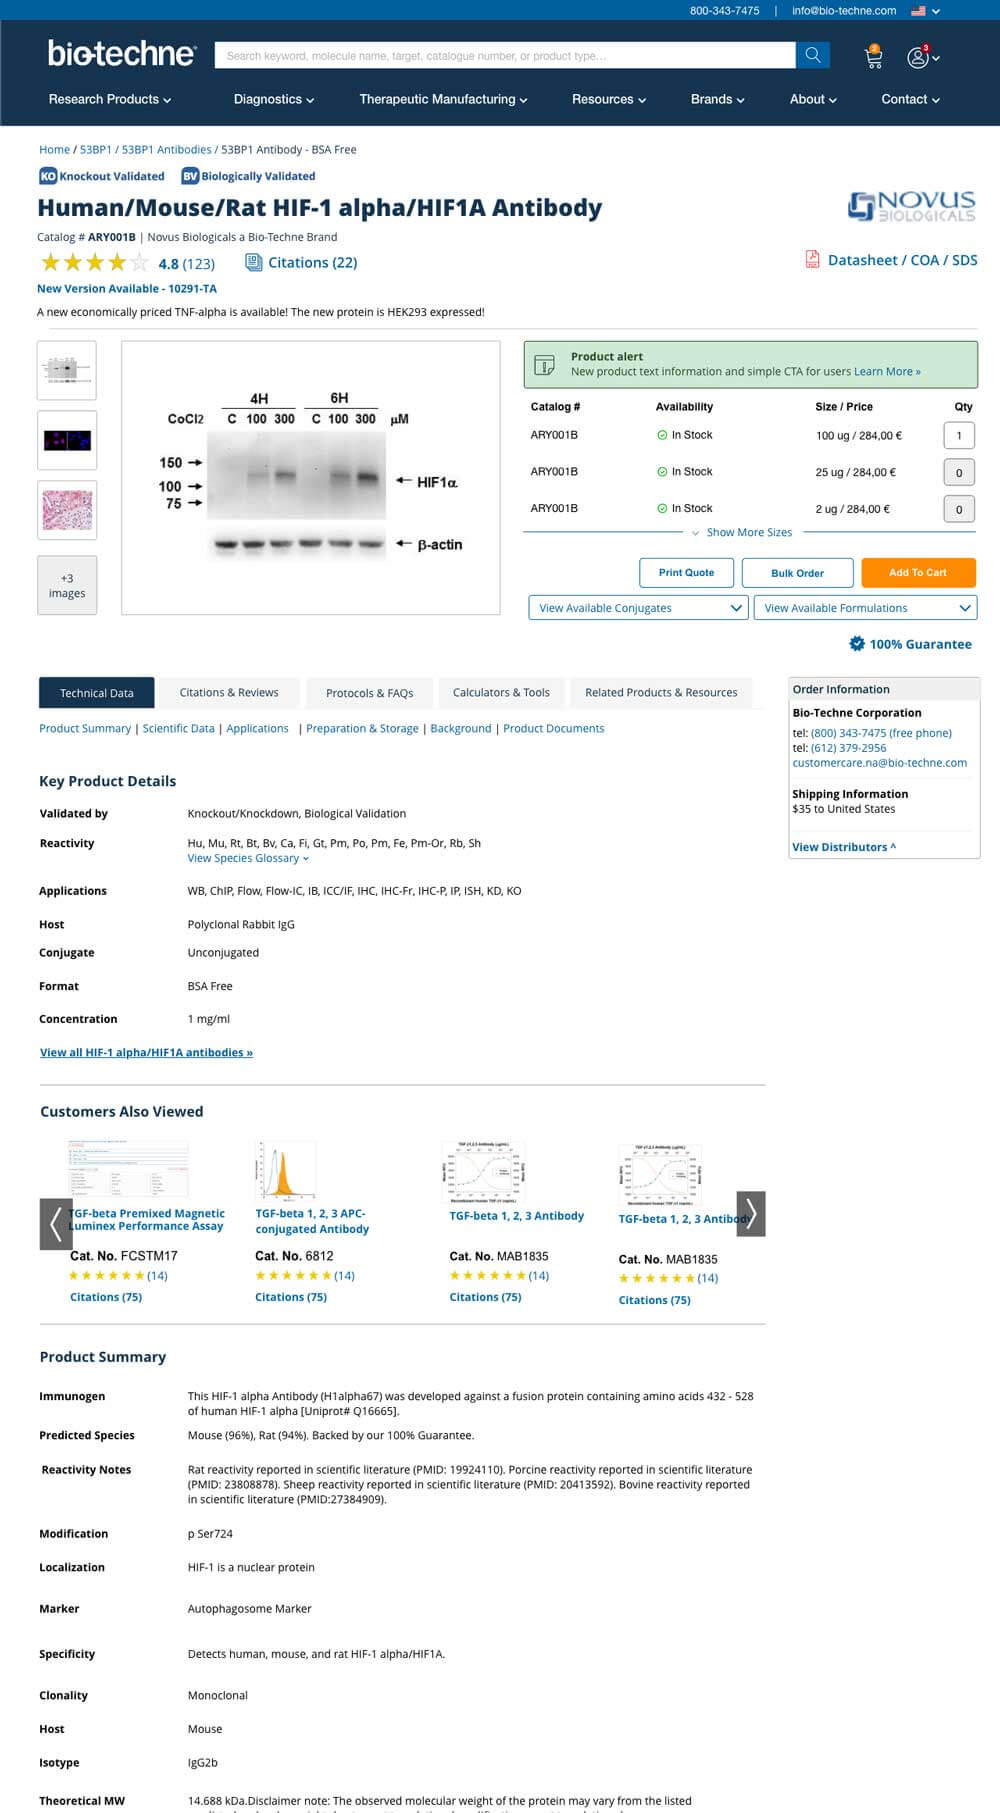 800-343-7475 | info@bio-techne.com
bio-techne
Search keyword, molecule name, target, catalogue number, or product type...
3
Research Products
Diagnostics
Therapeutic Manufacturing
Resources
Brands
About
Contact
Home / 53BP1 / 53BP1 Antibodies / 53BP1 Antibody - BSA Free
KO Knockout Validated
BV Biologically Validated
Human/Mouse/Rat HIF-1 alpha/HIF1A Antibody
NOVUS
BIOLOGICALS
Catalog # ARY001B | Novus Biologicals a Bio-Techne Brand
4.8 (123)
Citations (22)
Datasheet / COA / SDS
New Version Available - 10291-TA
A new economically priced TNF-alpha is available! The new protein is HEK293 expressed!
+3
images
4H 6H
CoCl2 C 100 300 C 100 300 µM
150
100
75
HIF1α
β-actin
Product alert
New product text information and simple CTA for users Learn More »
Catalog # Availability Size / Price Qty
ARY001B In Stock 100 ug / 284,00 € 1
ARY001B In Stock 25 ug / 284,00 € 0
ARY001B In Stock 2 ug / 284,00 € 0
Show More Sizes
Print Quote
Bulk Order
Add To Cart
View Available Conjugates
View Available Formulations
100% Guarantee
Technical Data
Citations & Reviews
Protocols & FAQs
Calculators & Tools
Related Products & Resources
Product Summary | Scientific Data | Applications | Preparation & Storage | Background | Product Documents
Order Information
Bio-Techne Corporation
tel: (800) 343-7475 (free phone)
tel: (612) 379-2956
customercare.na@bio-techne.com
Shipping Information
$35 to United States
View Distributors ^
Key Product Details
Validated by Knockout/Knockdown, Biological Validation
Reactivity Hu, Mu, Rt, Bt, Bv, Ca, Fi, Gt, Pm, Po, Pm, Fe, Pm-Or, Rb, Sh
View Species Glossary
Applications WB, ChIP, Flow, Flow-IC, IB, ICC/IF, IHC, IHC-Fr, IHC-P, IP, ISH, KD, KO
Host Polyclonal Rabbit IgG
Conjugate Unconjugated
Format BSA Free
Concentration 1 mg/ml
View all HIF-1 alpha/HIF1A antibodies »
Customers Also Viewed
TGF-beta Premixed Magnetic
Luminex Performance Assay
Cat. No. FCSTM17
(14)
Citations (75)
TGF-beta 1, 2, 3 APC-
conjugated Antibody
Cat. No. 6812
(14)
Citations (75)
TGF-beta 1, 2, 3 Antibody
Cat. No. MAB1835
(14)
Citations (75)
TGF-beta 1, 2, 3 Antibody
Cat. No. MAB1835
(14)
Citations (75)
Product Summary
Immunogen This HIF-1 alpha Antibody (H1alpha67) was developed against a fusion protein containing amino acids 432 - 528
of human HIF-1 alpha [Uniprot# Q16665].
Predicted Species Mouse (96%), Rat (94%). Backed by our 100% Guarantee.
Reactivity Notes Rat reactivity reported in scientific literature (PMID: 19924110). Porcine reactivity reported in scientific literature
(PMID: 23808878). Sheep reactivity reported in scientific literature (PMID: 20413592). Bovine reactivity reported
in scientific literature (PMID:27384909).
Modification p Ser724
Localization HIF-1 is a nuclear protein
Marker Autophagosome Marker
Specificity Detects human, mouse, and rat HIF-1 alpha/HIF1A.
Clonality Monoclonal
Host Mouse
Isotype IgG2b
Theoretical MW 14.688 kDa.Disclaimer note: The observed molecular weight of the protein may vary from the listed